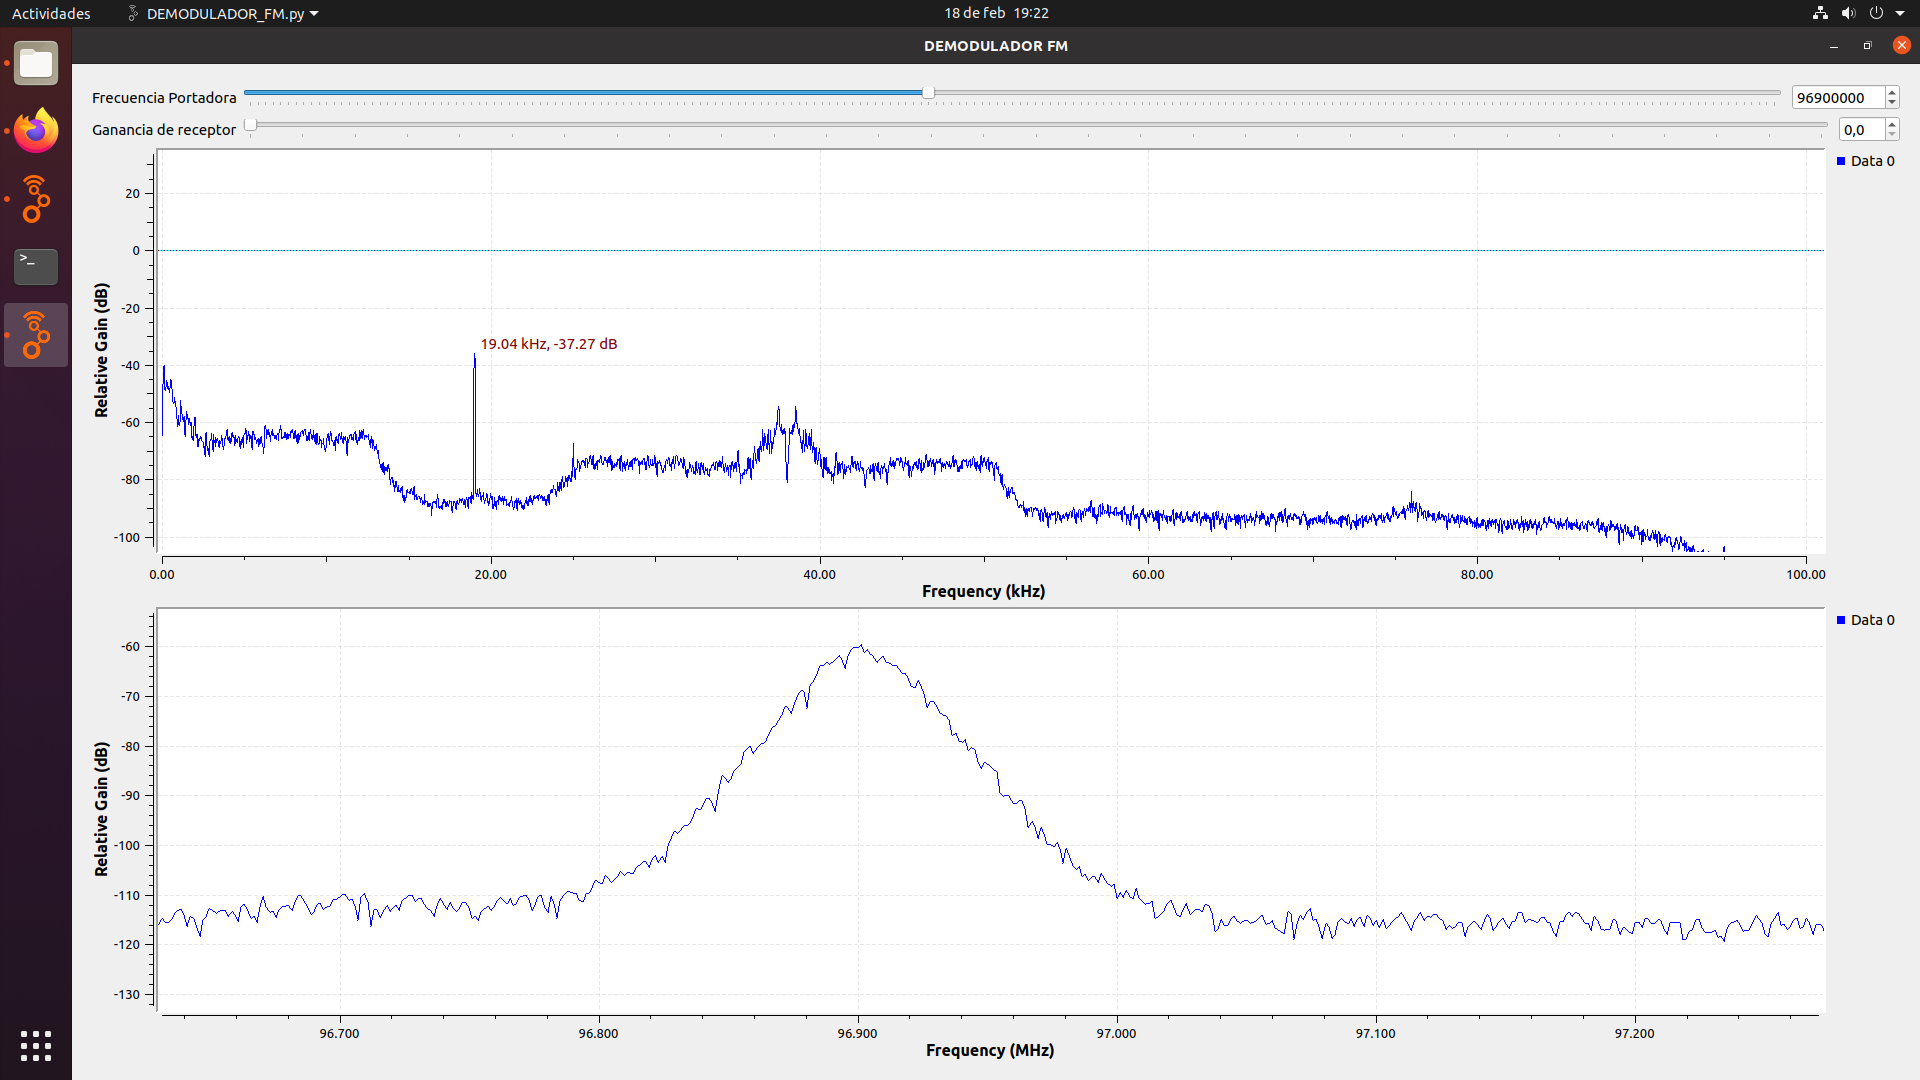 Actividades DEMODULADOR_FM.py 18 de feb 19:22
DEMODULADOR FM
Frecuencia Portadora 96900000
Ganancia de receptor 0,0
Data 0
20
0
-20
-40
-60
-80
-100
Relative Gain (dB)
19.04 kHz, -37.27 dB
0.00 20.00 40.00 60.00 80.00 100.00
Frequency (kHz)
Data 0
-60
-70
-80
-90
-100
-110
-120
-130
Relative Gain (dB)
96.700 96.800 96.900 97.000 97.100 97.200
Frequency (MHz)
>_